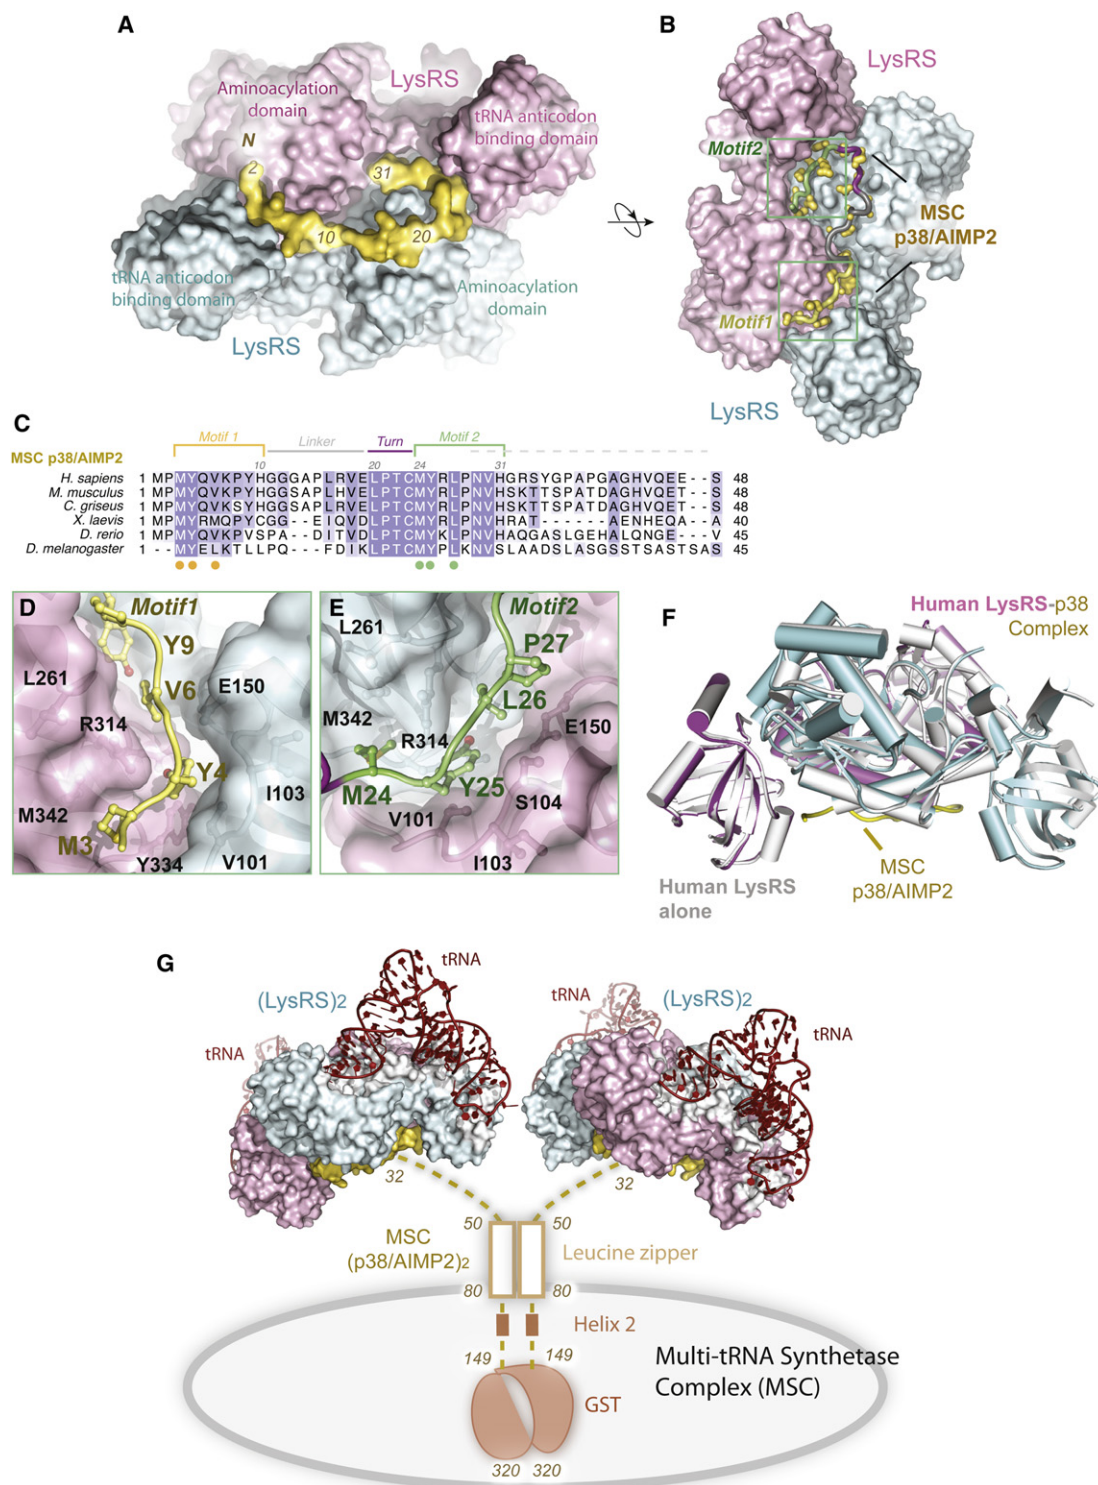 A
LysRS
Aminoacylation
domain
tRNA anticodon
binding domain
N
2
31
10
20
tRNA anticodon
binding domain
Aminoacylation
domain
LysRS
B
LysRS
Motif2
MSC
p38/AIMP2
Motif1
LysRS
C
Motif 1 Linker Turn Motif 2
MSC p38/AIMP2
10 20 24 31
H. sapiens 1 MPMYQVKPYHGGGAPLRVELPTCMYRLPNVHGRSYGPAPGAGHVQEE--S 48
M. musculus 1 MPMYQVKPYHGGSAPLHVELPTCMYRLPNVHSKTTSPATDAGHVQET--S 48
C. griseus 1 MPMYQVKSYHGGSAPLRVELPTCMYRLPNVHSKTTSPATDAGHVQET--S 48
X. laevis 1 MPMYRMQPYCGG---EIQVDLPTCMYRLPNVHRAT-----AENHEQA--A 40
D. rerio 1 MPMYQVKPVSPA--DITVDLPTCMYRLPNVHAQGASLGEHALQNGE--V 45
D. melanogaster 1 --MYELKTLLPQ---FDIKLPTCMYPLKNVSLAADSLASGSSTSASTSAS 45
D
Motif1
Y9
L261
V6
E150
R314
Y4
I103
M342
M3
Y334
V101
E
Motif2
L261
P27
L26
E150
M342
R314
M24
Y25
S104
V101
I103
F
Human LysRS-p38
Complex
MSC
p38/AIMP2
Human LysRS
alone
G
tRNA
(LysRS)2
tRNA
tRNA
(LysRS)2
tRNA
32
32
50
50
MSC
(p38/AIMP2)2
Leucine zipper
80
80
Helix 2
149
149
Multi-tRNA Synthetase
Complex (MSC)
GST
320
320